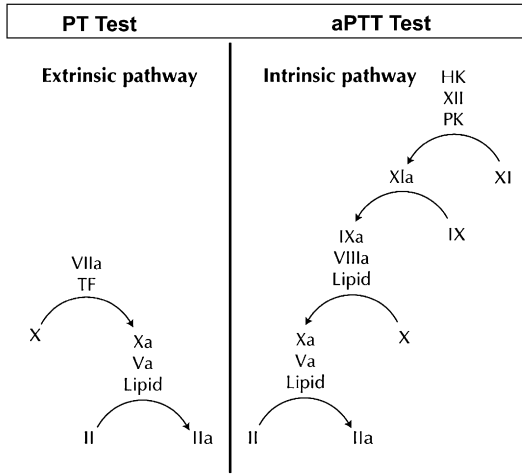 PT Test
aPTT Test
Extrinsic pathway
VIIa
TF
X
Xa
Va
Lipid
II
IIa
Intrinsic pathway
HK
XII
PK
XIa
XI
IXa
IX
VIIIa
Lipid
Xa
X
Va
Lipid
II
IIa